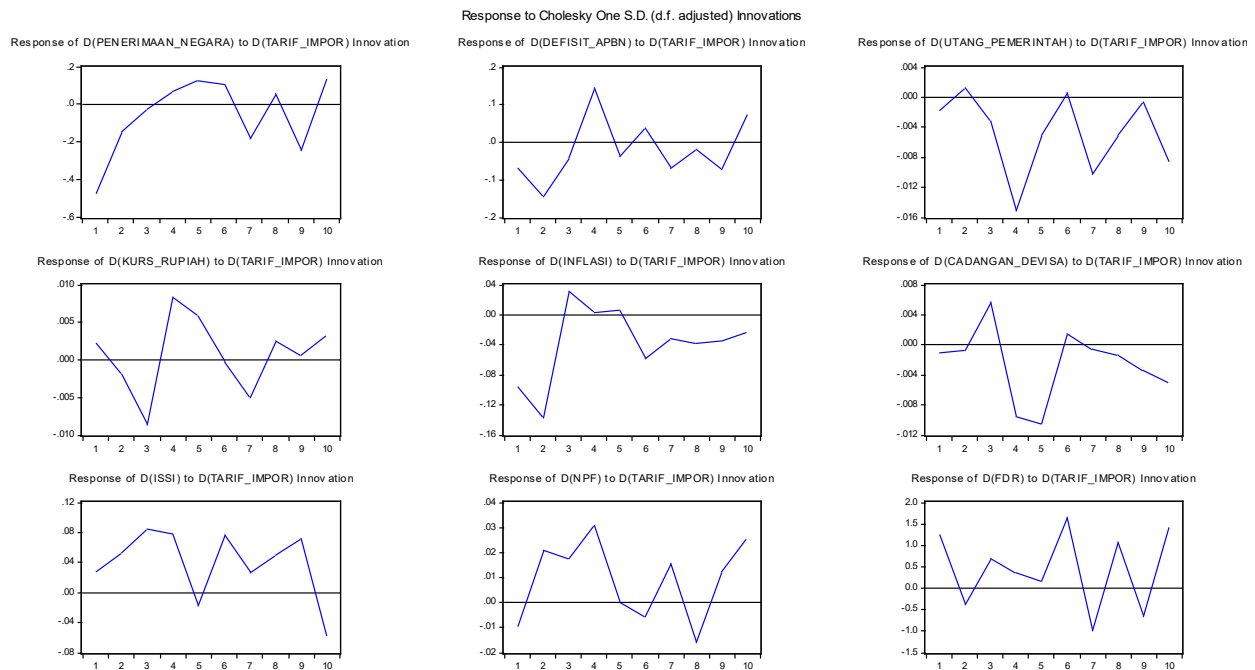 Response to Cholesky One S.D. (d.f. adjusted) Innovations
Response of D(PENERIMAAN_NEGARA) to D(TARIF_IMPOR) Innovation
.2
.0
-.2
-.4
-.6
1 2 3 4 5 6 7 8 9 10
Response of D(DEFISIT_APBN) to D(TARIF_IMPOR) Innovation
.2
.1
.0
-.1
-.2
1 2 3 4 5 6 7 8 9 10
Response of D(UTANG_PEMERINTAH) to D(TARIF_IMPOR) Innovation
.004
.000
-.004
-.008
-.012
-.016
1 2 3 4 5 6 7 8 9 10
Response of D(KURS_RUPIAH) to D(TARIF_IMPOR) Innovation
.010
.005
.000
-.005
-.010
1 2 3 4 5 6 7 8 9 10
Response of D(INFLASI) to D(TARIF_IMPOR) Innovation
.04
.00
-.04
-.08
-.12
-.16
1 2 3 4 5 6 7 8 9 10
Response of D(CADANGAN_DEVISA) to D(TARIF_IMPOR) Innovation
.008
.004
.000
-.004
-.008
-.012
1 2 3 4 5 6 7 8 9 10
Response of D(ISSI) to D(TARIF_IMPOR) Innovation
.12
.08
.04
.00
-.04
-.08
1 2 3 4 5 6 7 8 9 10
Response of D(NPF) to D(TARIF_IMPOR) Innovation
.04
.03
.02
.01
.00
-.01
-.02
1 2 3 4 5 6 7 8 9 10
Response of D(FDR) to D(TARIF_IMPOR) Innovation
2.0
1.5
1.0
0.5
0.0
-0.5
-1.0
-1.5
1 2 3 4 5 6 7 8 9 10